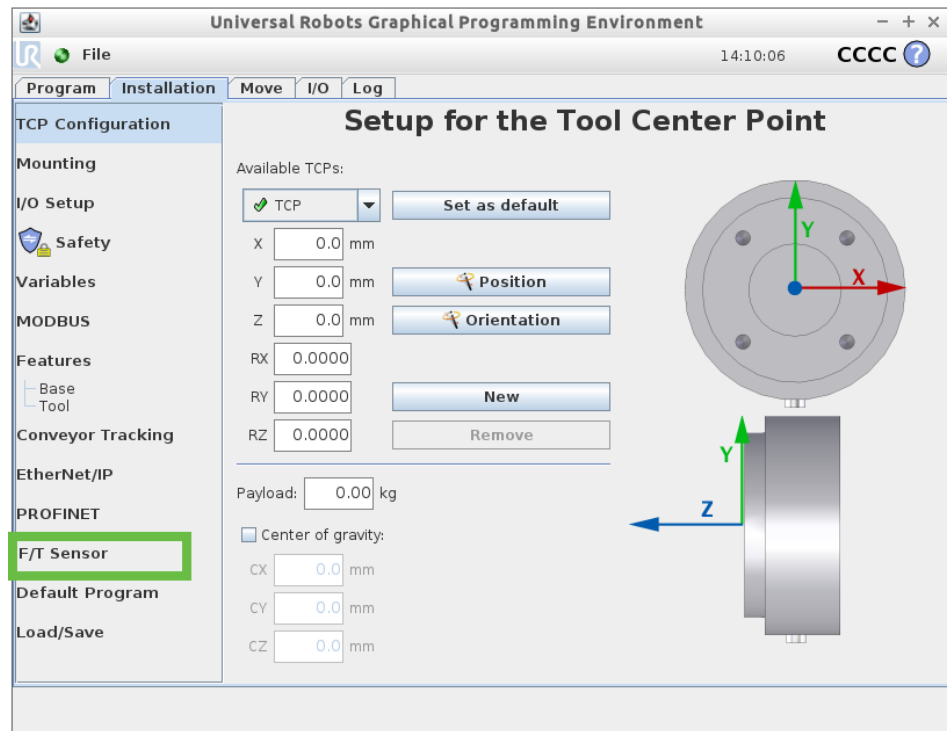 Universal Robots Graphical Programming Environment
UR File 14:10:06 CCCC ?
Program Installation Move I/O Log
TCP Configuration
Mounting
I/O Setup
Safety
Variables
MODBUS
Features
Base
Tool
Conveyor Tracking
EtherNet/IP
PROFINET
F/T Sensor
Default Program
Load/Save
Setup for the Tool Center Point
Available TCPs:
TCP Set as default
X 0.0 mm
Y 0.0 mm Position
Z 0.0 mm Orientation
RX 0.0000
RY 0.0000 New
RZ 0.0000 Remove
Payload: 0.00 kg
Center of gravity:
CX 0.0 mm
CY 0.0 mm
CZ 0.0 mm
Y
X
Y
Z